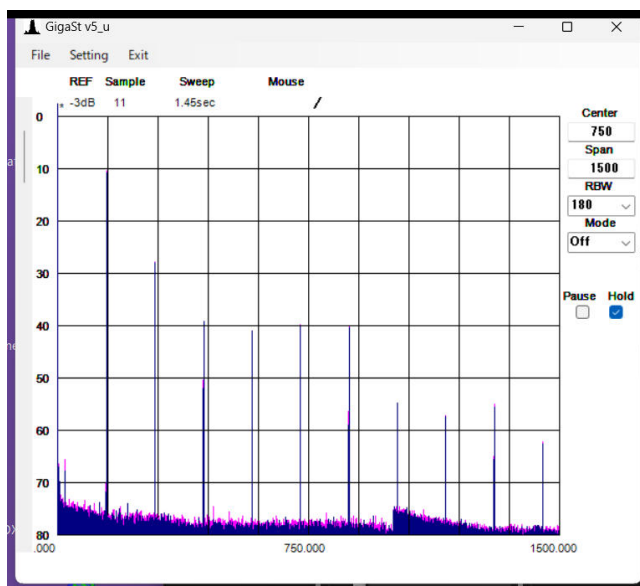 GigaSt v5_u
File Setting Exit
REF Sample Sweep Mouse
* -3dB 11 1.45sec /
Center
750
Span
1500
RBW
180
Mode
Off
Pause Hold
0
10
20
30
40
50
60
70
80
.000 750.000 1500.000